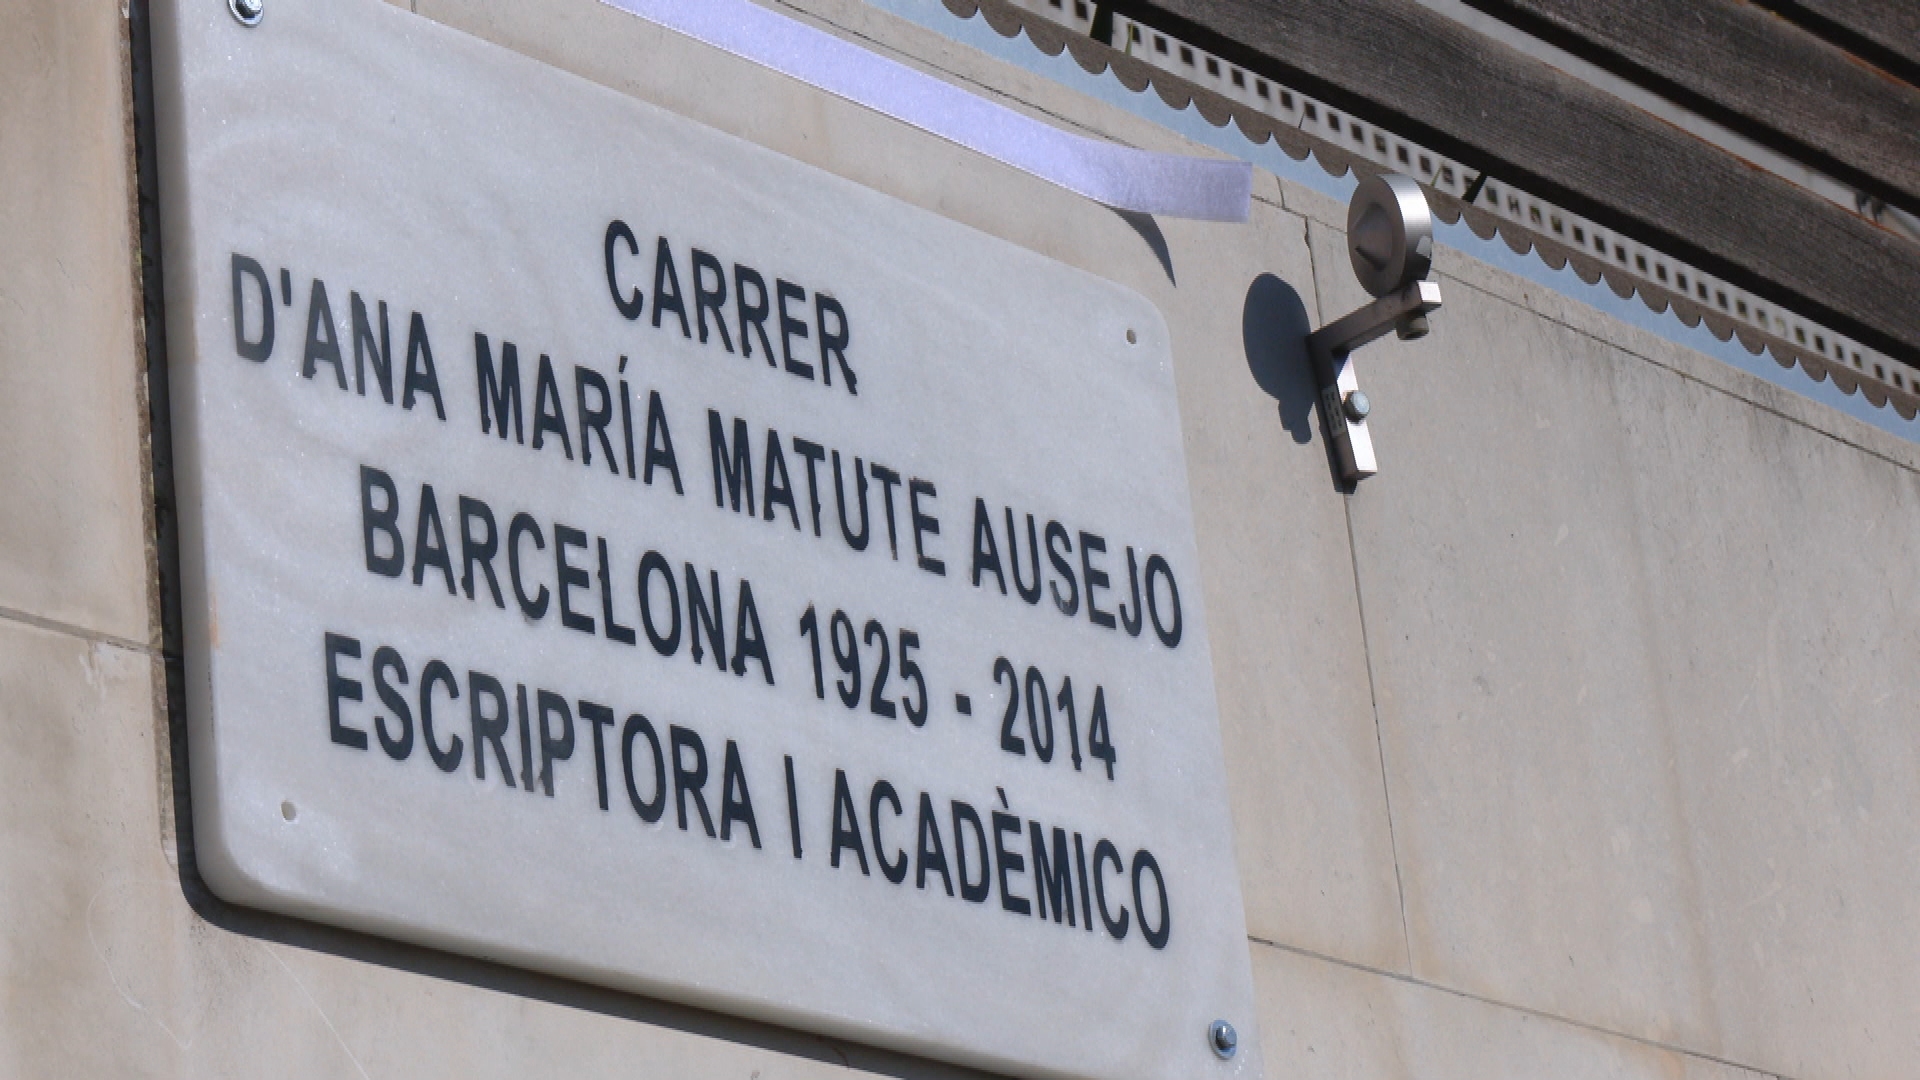 CARRER
D'ANA MARÍA MATUTE AUSEJO
BARCELONA 1925 - 2014
ESCRIPTORA I ACADÈMICO